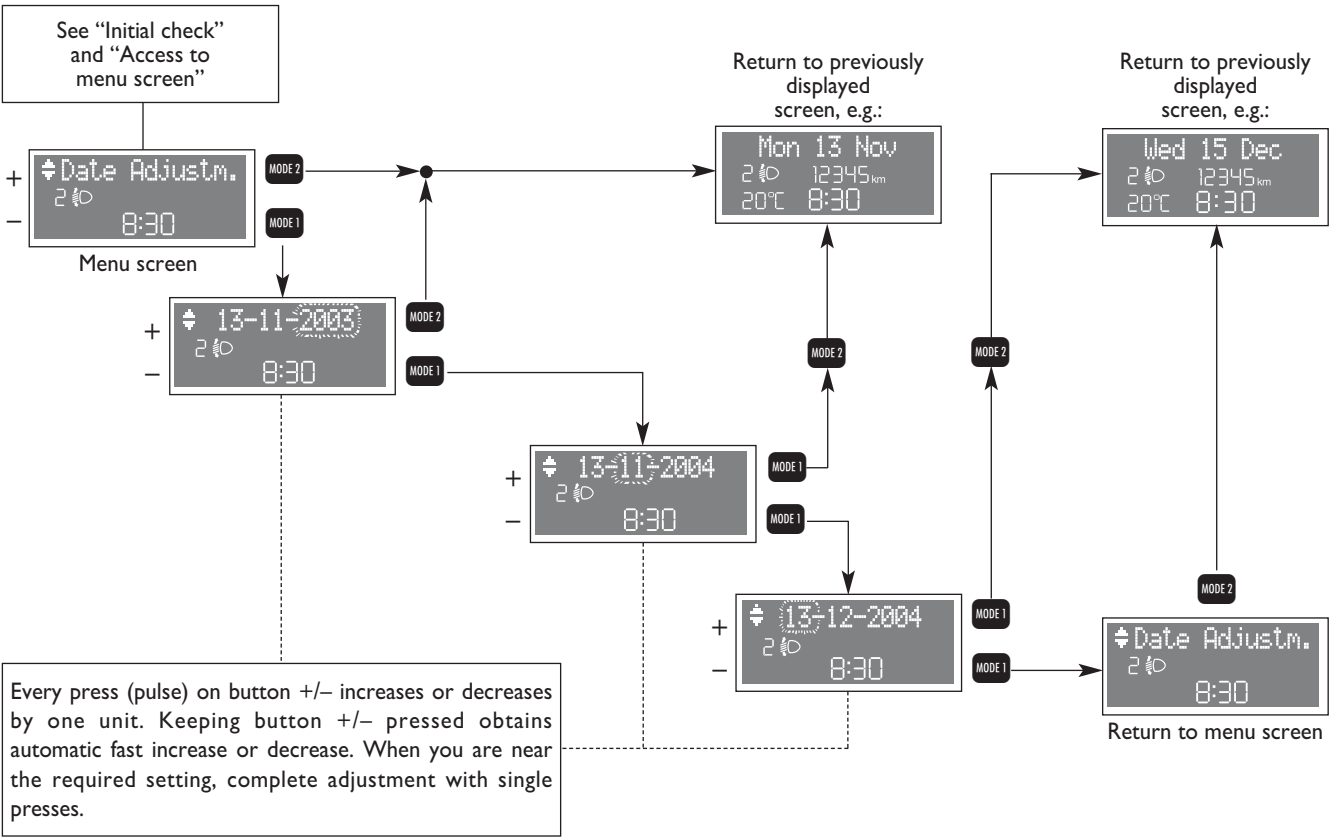 See “Initial check”
and “Access to
menu screen”
Return to previously
displayed
screen, e.g.:
Return to previously
displayed
screen, e.g.:
+
–
Date Adjustm.
2
8:30
MODE 2
MODE 1
Menu screen
Mon 13 Nov
2 12345 km
20°C 8:30
Wed 15 Dec
2 12345 km
20°C 8:30
+
–
13-11-2003
2
8:30
MODE 2
MODE 1
MODE 2
MODE 2
+
–
13-11-2004
2
8:30
MODE 1
MODE 1
MODE 2
+
–
13-12-2004
2
8:30
MODE 1
MODE 1
Date Adjustm.
2
8:30
Return to menu screen
Every press (pulse) on button +/– increases or decreases
by one unit. Keeping button +/– pressed obtains
automatic fast increase or decrease. When you are near
the required setting, complete adjustment with single
presses.